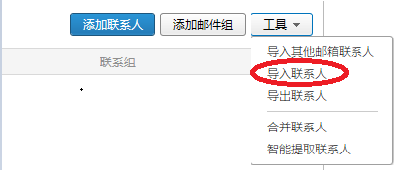 添加联系人 添加邮件组 工具
导入其他邮箱联系人
联系组
导入联系人
导出联系人
合并联系人
智能提取联系人